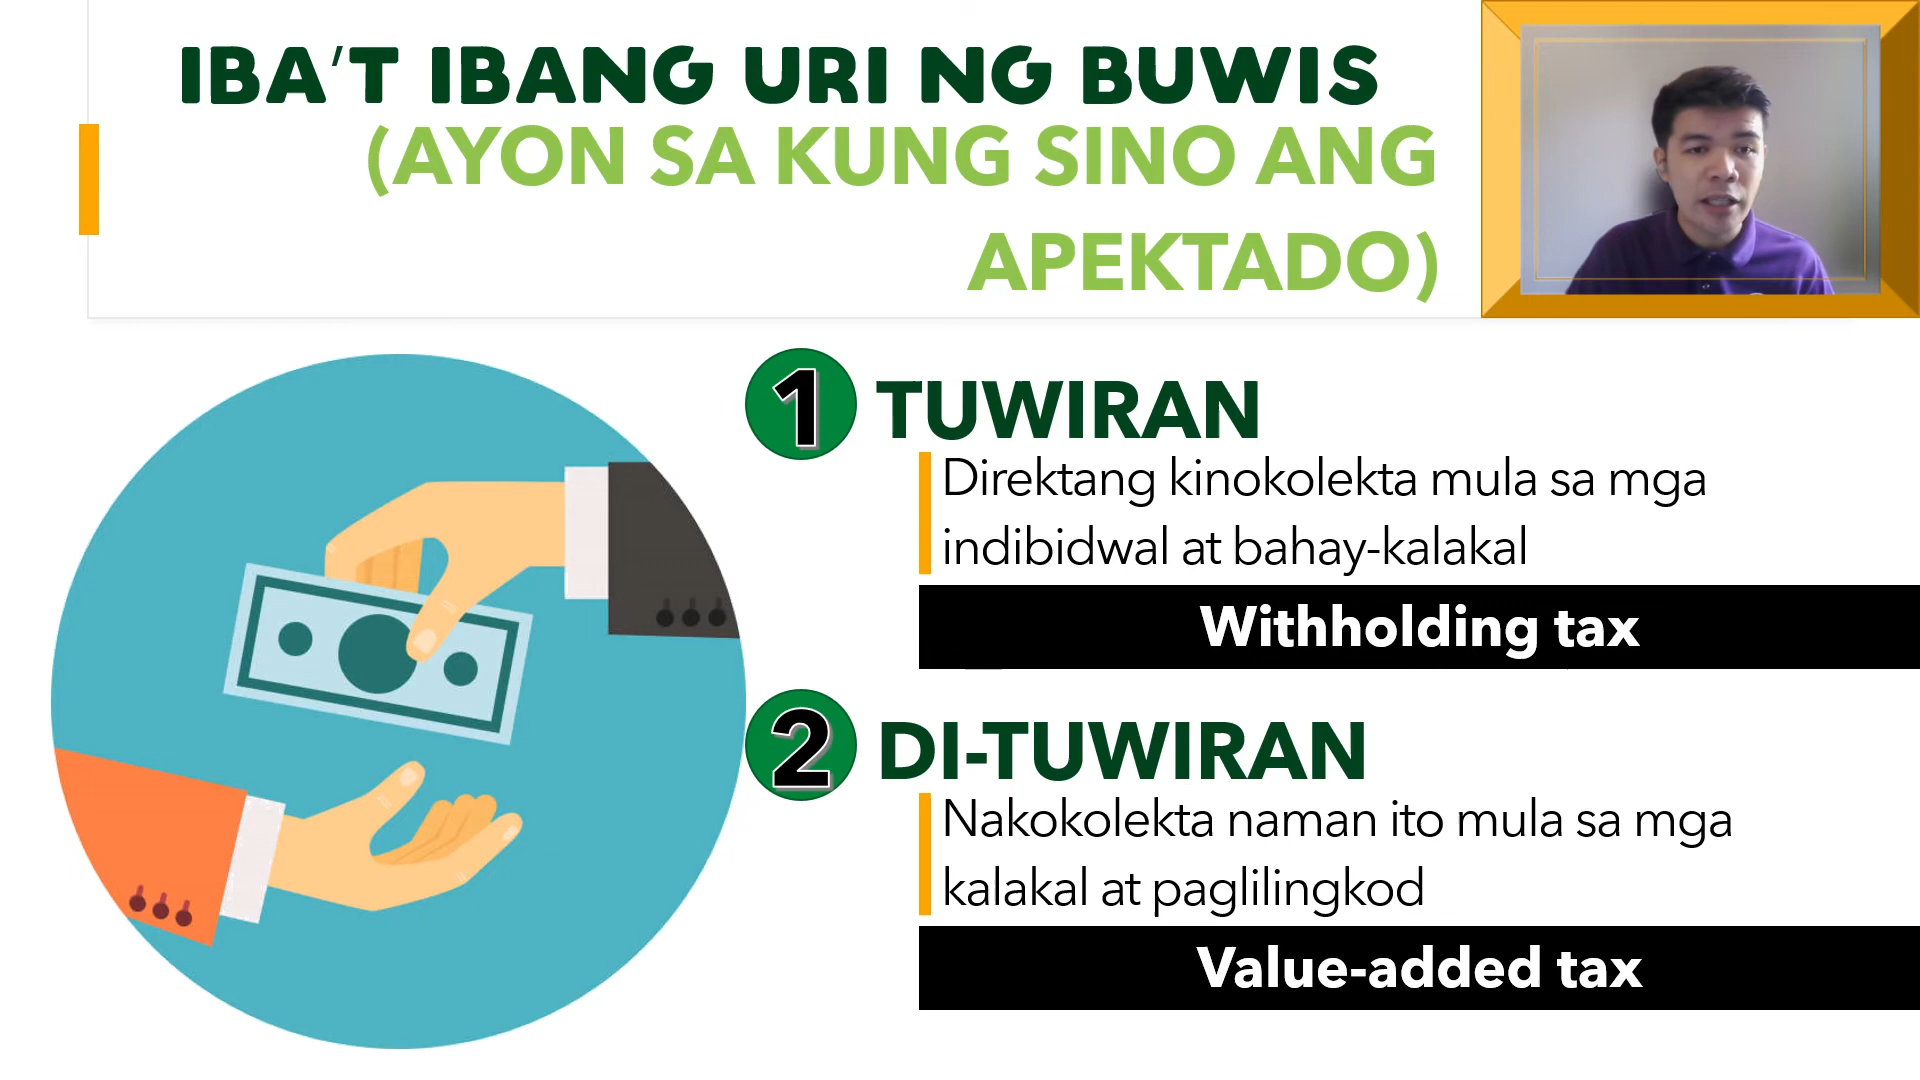 IBA'T IBANG URI NG BUWIS
(AYON SA KUNG SINO ANG
APEKTADO)
1 TUWIRAN
Direktang kinokolekta mula sa mga
indibidwal at bahay-kalakal
Withholding tax
2 DI-TUWIRAN
Nakokolekta naman ito mula sa mga
kalakal at paglilingkod
Value-added tax